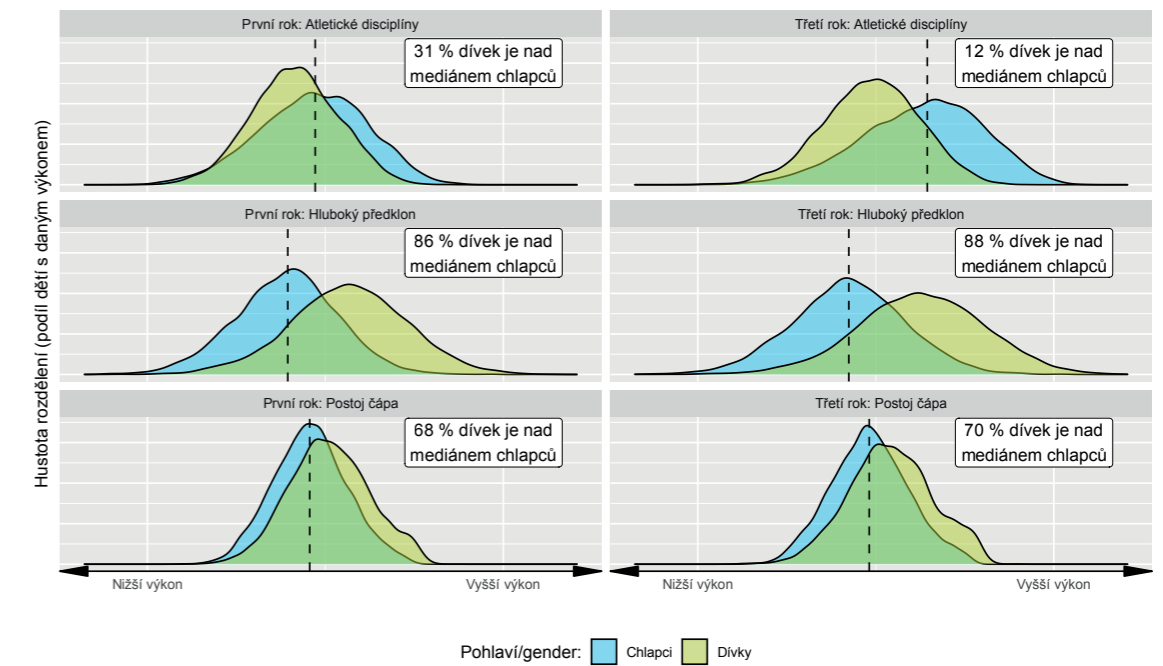 První rok: Atletické disciplíny
31 % dívek je nad
mediánem chlapců
Třetí rok: Atletické disciplíny
12 % dívek je nad
mediánem chlapců
První rok: Hluboký předklon
86 % dívek je nad
mediánem chlapců
Třetí rok: Hluboký předklon
88 % dívek je nad
mediánem chlapců
První rok: Postoj čápa
68 % dívek je nad
mediánem chlapců
Třetí rok: Postoj čápa
70 % dívek je nad
mediánem chlapců
Hustota rozdělení (podíl dětí s daným výkonem)
Nižší výkon
Vyšší výkon
Nižší výkon
Vyšší výkon
Pohlaví/gender: Chlapci Dívky